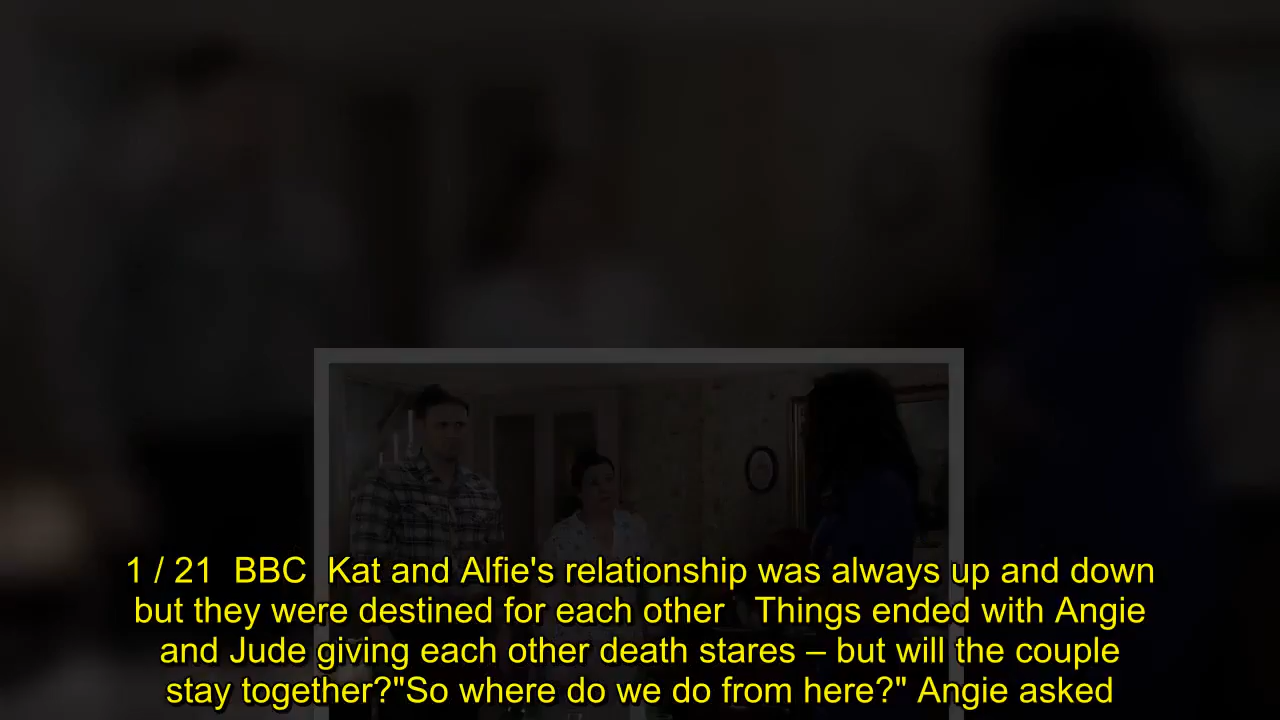 1 / 21  BBC  Kat and Alfie's relationship was always up and down
but they were destined for each other   Things ended with Angie
and Jude giving each other death stares – but will the couple
stay together?"So where do we do from here?" Angie asked